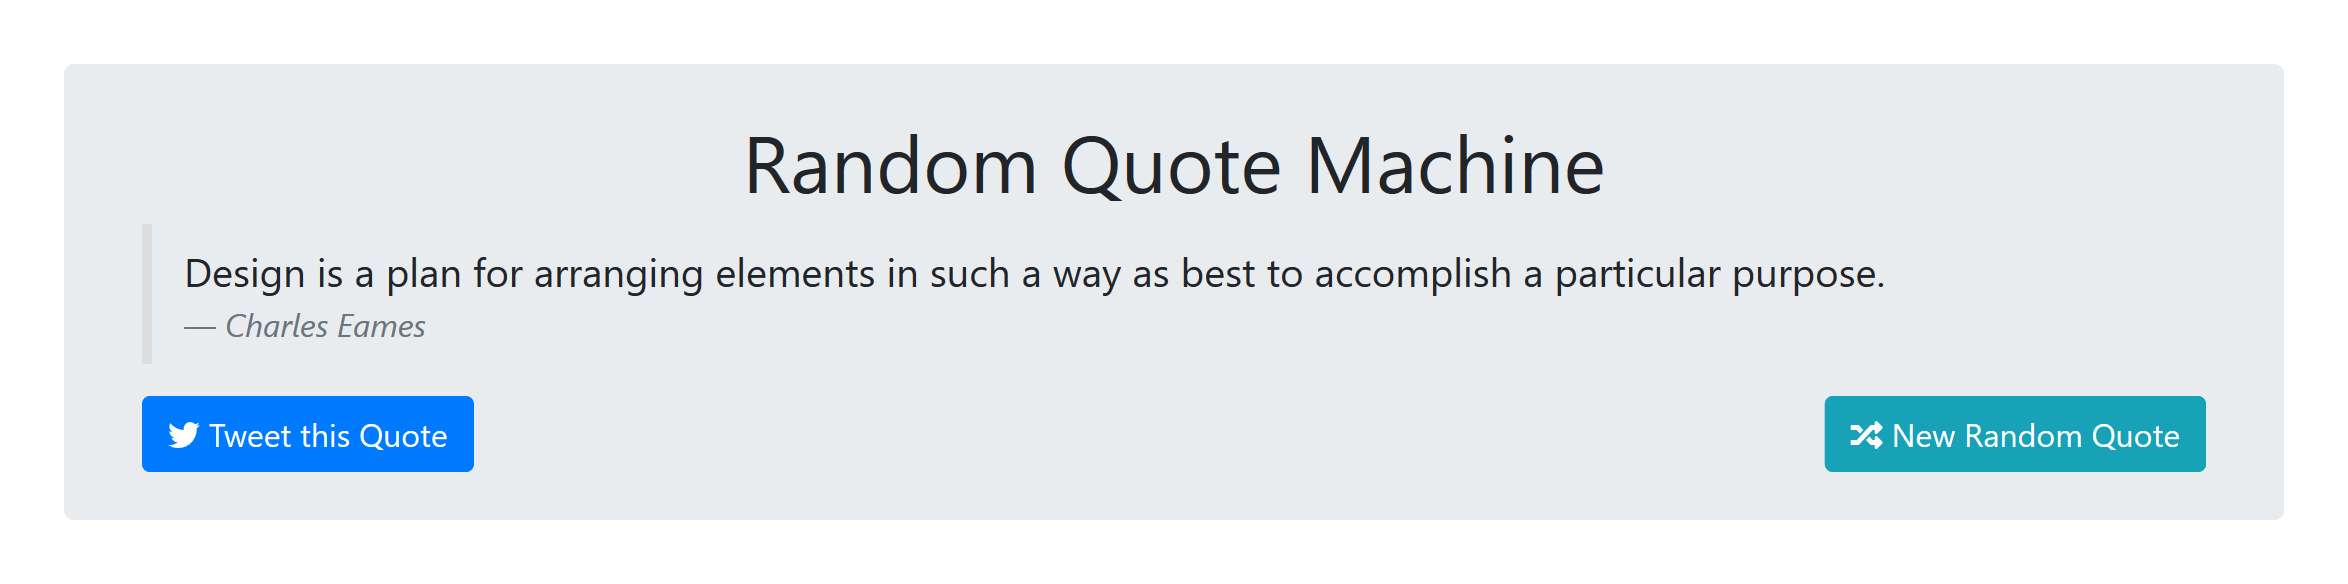 Random Quote Machine
Design is a plan for arranging elements in such a way as best to accomplish a particular purpose.
— Charles Eames
Tweet this Quote
New Random Quote